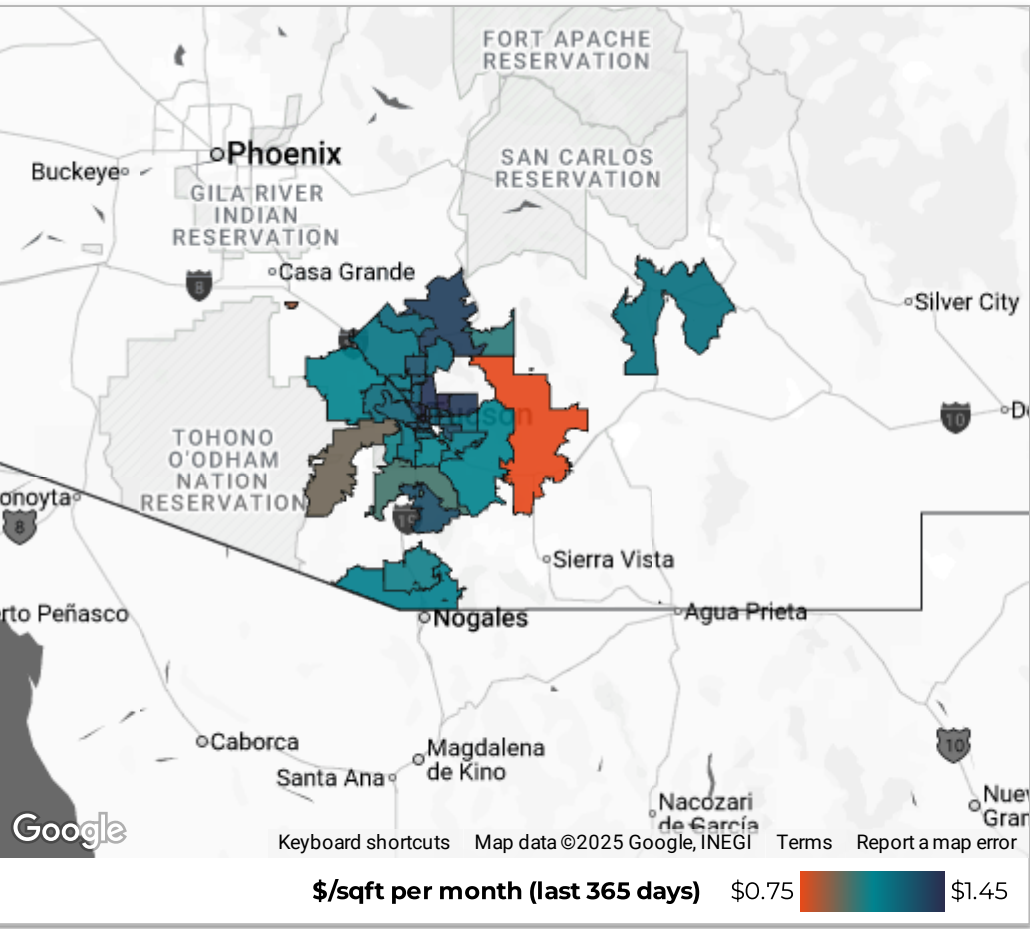 FORT APACHE
RESERVATION
Phoenix
Buckeye
SAN CARLOS
RESERVATION
GILA RIVER
INDIAN
RESERVATION
Casa Grande
8
Silver City
10
D
Tucson
TOHONO
O'ODHAM
NATION
RESERVATION
onoyta
8
19
Sierra Vista
rto Peñasco
Nogales
Agua Prieta
Caborca
Magdalena
de Kino
Santa Ana
10
Nacozari
de García
Nuev
Gran
Google
Keyboard shortcuts
Map data ©2025 Google, INEGI
Terms
Report a map error
$/sqft per month (last 365 days)
$0.75
$1.45